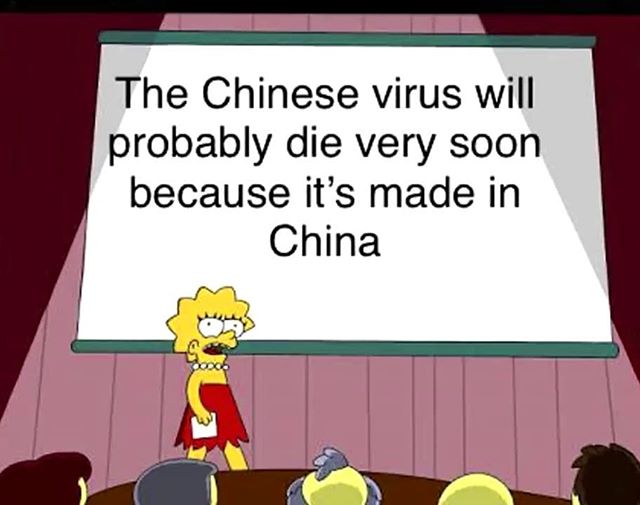 The Chinese virus will
probably die very soon
because it’s made in
China